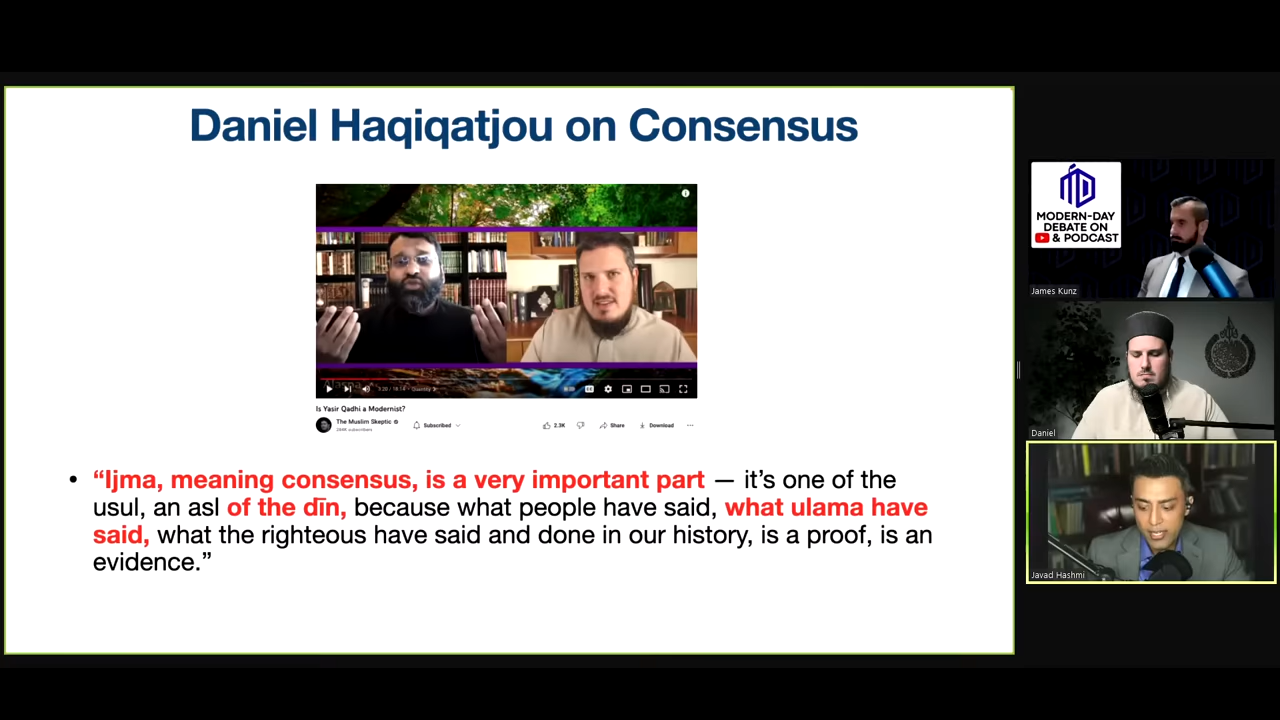 Daniel Haqiqatjou on Consensus
Is Yasir Qadhi a Modernist?
The Muslim Skeptic
Subscribed
2.3K
Share
Download
• “Ijma, meaning consensus, is a very important part — it’s one of the
usul, an asl of the dīn, because what people have said, what ulama have
said, what the righteous have said and done in our history, is a proof, is an
evidence.”
MODERN-DAY
DEBATE ON
& PODCAST
James Kunz
Daniel
Javad Hashmi